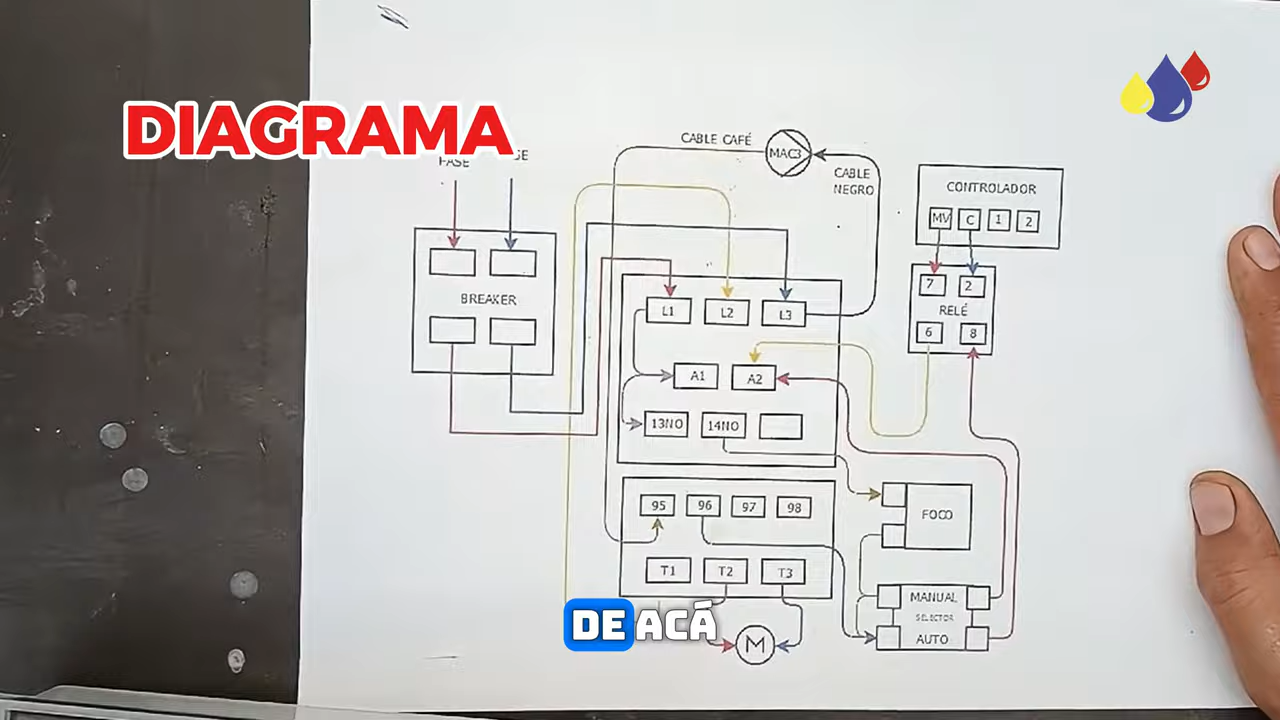 DIAGRAMA
FASE
CABLE CAFÉ
MAC3
CABLE
NEGRO
CONTROLADOR
MV C 1 2
7 2
RELÉ
6 8
BREAKER
L1 L2 L3
A1 A2
13NO 14NO
95 96 97 98
FOCO
T1 T2 T3
MANUAL
SELECTOR
AUTO
DE ACÁ
M